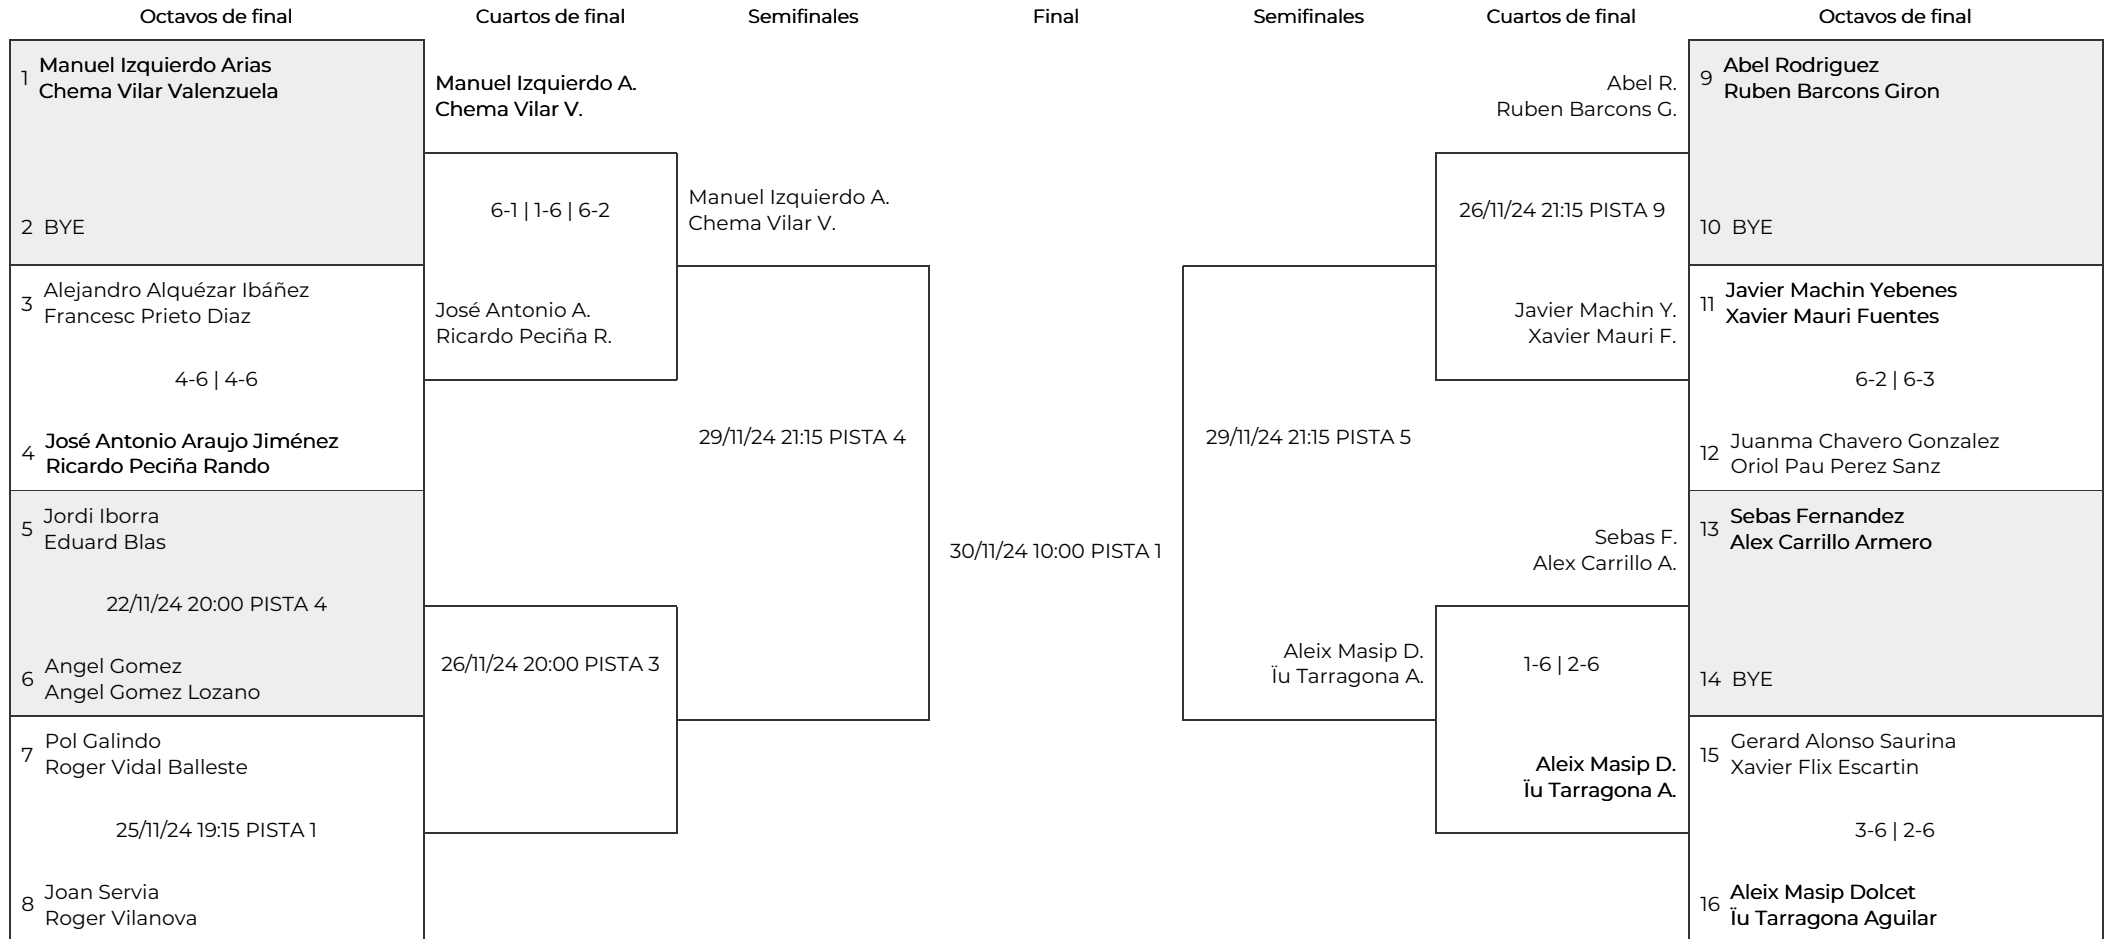 Octavos de final
Cuartos de final
Semifinales
Final
Semifinales
Cuartos de final
Octavos de final
1
Manuel Izquierdo Arias
Chema Vilar Valenzuela
2 BYE
3
Alejandro Alquézar Ibáñez
Francesc Prieto Diaz
4-6 | 4-6
4
José Antonio Araujo Jiménez
Ricardo Peciña Rando
5
Jordi Iborra
Eduard Blas
22/11/24 20:00 PISTA 4
6
Angel Gomez
Angel Gomez Lozano
7
Pol Galindo
Roger Vidal Balleste
25/11/24 19:15 PISTA 1
8
Joan Servia
Roger Vilanova
Manuel Izquierdo A.
Chema Vilar V.
6-1 | 1-6 | 6-2
José Antonio A.
Ricardo Peciña R.
26/11/24 20:00 PISTA 3
Manuel Izquierdo A.
Chema Vilar V.
29/11/24 21:15 PISTA 4
30/11/24 10:00 PISTA 1
29/11/24 21:15 PISTA 5
Aleix Masip D.
Ïu Tarragona A.
Abel R.
Ruben Barcons G.
26/11/24 21:15 PISTA 9
Javier Machin Y.
Xavier Mauri F.
Sebas F.
Alex Carrillo A.
1-6 | 2-6
Aleix Masip D.
Ïu Tarragona A.
9
Abel Rodriguez
Ruben Barcons Giron
10 BYE
11
Javier Machin Yebenes
Xavier Mauri Fuentes
6-2 | 6-3
12
Juanma Chavero Gonzalez
Oriol Pau Perez Sanz
13
Sebas Fernandez
Alex Carrillo Armero
14 BYE
15
Gerard Alonso Saurina
Xavier Flix Escartin
3-6 | 2-6
16
Aleix Masip Dolcet
Ïu Tarragona Aguilar